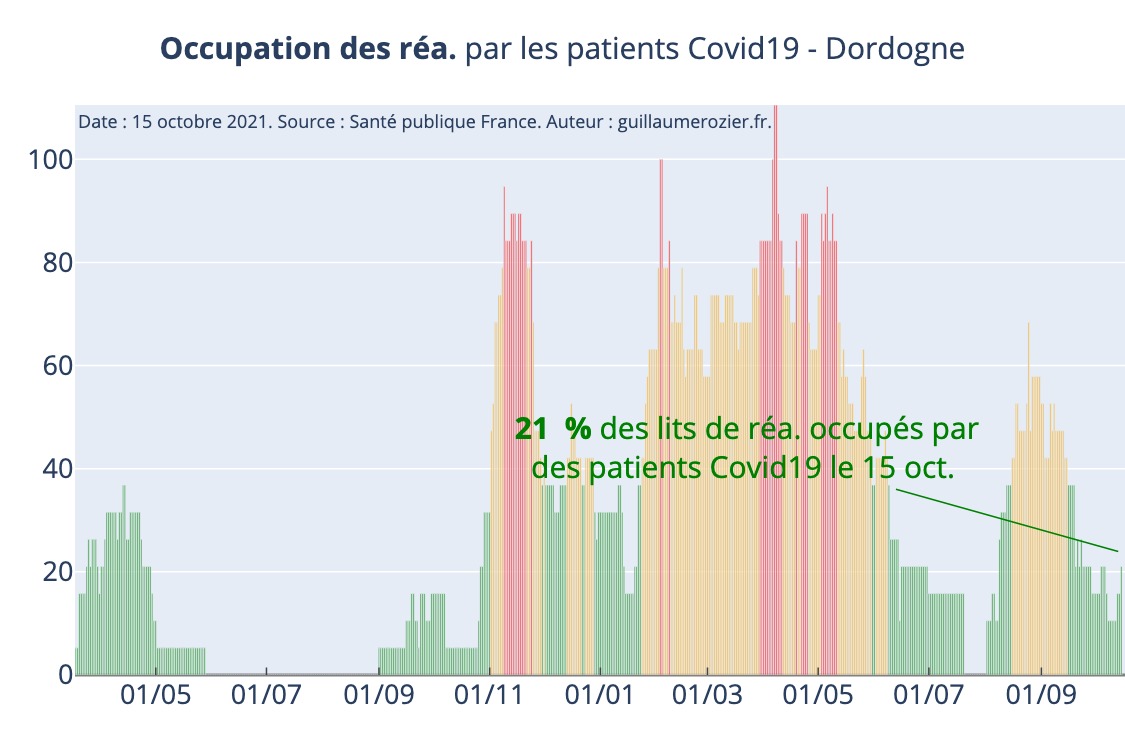 Occupation des réa. par les patients Covid19 - Dordogne
Date : 15 octobre 2021. Source : Santé publique France. Auteur : guillaumerozier.fr.
100
80
60
21 % des lits de réa. occupés par
des patients Covid19 le 15 oct.
40
20
0
01/05 01/07 01/09 01/11 01/01 01/03 01/05 01/07 01/09